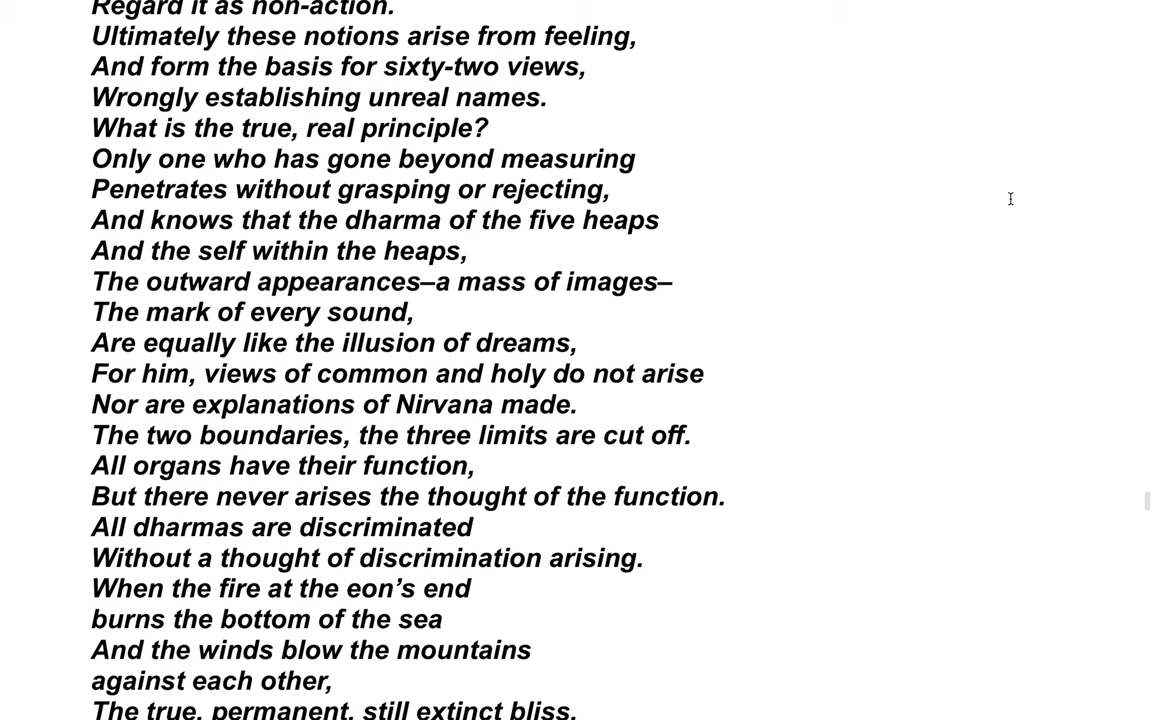 Regard it as non-action.
Ultimately these notions arise from feeling,
And form the basis for sixty-two views,
Wrongly establishing unreal names.
What is the true, real principle?
Only one who has gone beyond measuring
Penetrates without grasping or rejecting,
And knows that the dharma of the five heaps
And the self within the heaps,
The outward appearances–a mass of images–
The mark of every sound,
Are equally like the illusion of dreams,
For him, views of common and holy do not arise
Nor are explanations of Nirvana made.
The two boundaries, the three limits are cut off.
All organs have their function,
But there never arises the thought of the function.
All dharmas are discriminated
Without a thought of discrimination arising.
When the fire at the eon’s end
burns the bottom of the sea
And the winds blow the mountains
against each other,
The true, permanent, still extinct bliss,